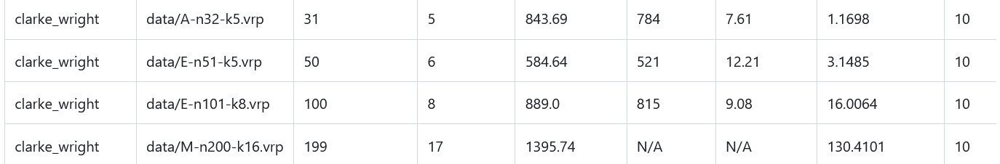 clarke_wright data/A-n32-k5.vrp 31 5 843.69 784 7.61 1.1698 10
clarke_wright data/E-n51-k5.vrp 50 6 584.64 521 12.21 3.1485 10
clarke_wright data/E-n101-k8.vrp 100 8 889.0 815 9.08 16.0064 10
clarke_wright data/M-n200-k16.vrp 199 17 1395.74 N/A N/A 130.4101 10